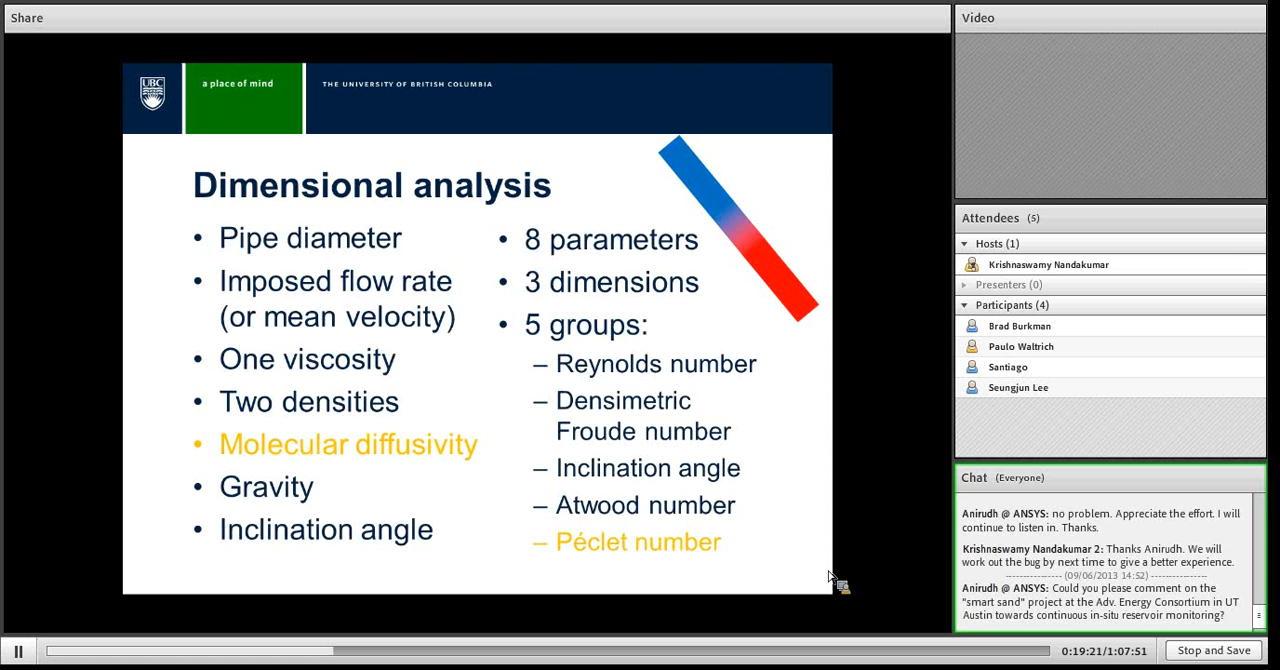 Share
UBC
a place of mind
THE UNIVERSITY OF BRITISH COLUMBIA
Dimensional analysis
• Pipe diameter
• Imposed flow rate
(or mean velocity)
• One viscosity
• Two densities
• Molecular diffusivity
• Gravity
• Inclination angle
• 8 parameters
• 3 dimensions
• 5 groups:
– Reynolds number
– Densimetric
Froude number
– Inclination angle
– Atwood number
– Péclet number
Video
Attendees (5)
Hosts (1)
Krishnaswamy Nandakumar
Presenters (0)
Participants (4)
Brad Burkman
Paulo Waltrich
Santiago
Seungjun Lee
Chat (Everyone)
Anirudh @ ANSYS: no problem. Appreciate the effort. I will
continue to listen in. Thanks.
Krishnaswamy Nandakumar 2: Thanks Anirudh. We will
work out the bug by next time to give a better experience.
---------------- (09/06/2013 14:52) ----------------
Anirudh @ ANSYS: Could you please comment on the
"smart sand" project at the Adv. Energy Consortium in UT
Austin towards continuous in-situ reservoir monitoring?
0:19:21/1:07:51
Stop and Save